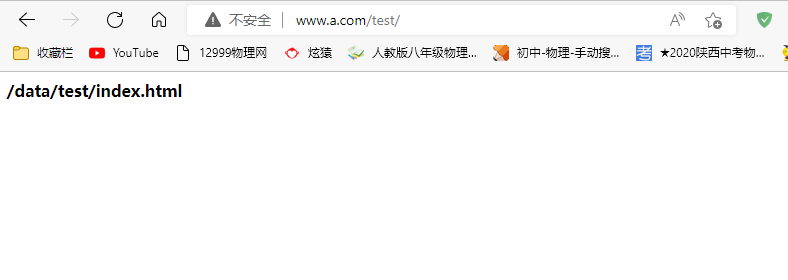 不安全 www.a.com/test/
收藏栏 YouTube 12999物理网 炫猿 人教版八年级物理... 初中-物理-手动搜... ★2020陕西中考物...
/data/test/index.html